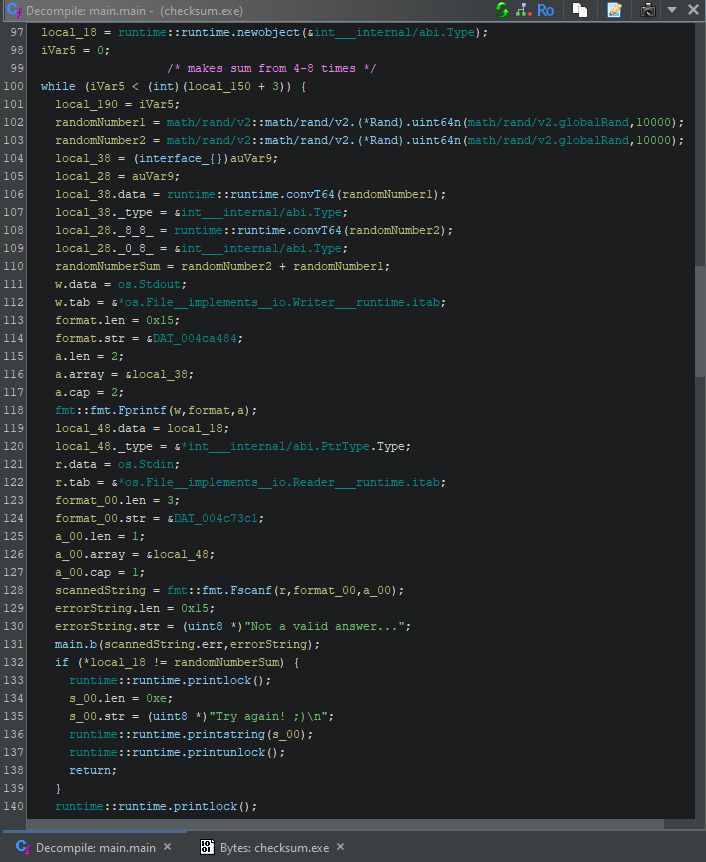 Decompile: main.main - (checksum.exe)
Ro
97 local_18 = runtime::runtime.newobject(&int___internal/abi.Type);
98 iVar5 = 0;
99 /* makes sum from 4-8 times */
100 while (iVar5 < (int)(local_150 + 3)) {
101 local_190 = iVar5;
102 randomNumber1 = math/rand/v2::math/rand/v2.(*Rand).uint64n(math/rand/v2.globalRand,10000);
103 randomNumber2 = math/rand/v2::math/rand/v2.(*Rand).uint64n(math/rand/v2.globalRand,10000);
104 local_38 = (interface_{})auVar9;
105 local_28 = auVar9;
106 local_38.data = runtime::runtime.convT64(randomNumber1);
107 local_38._type = &int___internal/abi.Type;
108 local_28._8_8_ = runtime::runtime.convT64(randomNumber2);
109 local_28._0_8_ = &int___internal/abi.Type;
110 randomNumberSum = randomNumber2 + randomNumber1;
111 w.data = os.Stdout;
112 w.tab = &*os.File__implements__io.Writer___runtime.itab;
113 format.len = 0x15;
114 format.str = &DAT_004ca484;
115 a.len = 2;
116 a.array = &local_38;
117 a.cap = 2;
118 fmt::fmt.Fprintf(w,format,a);
119 local_48.data = local_18;
120 local_48._type = &*int___internal/abi.PtrType.Type;
121 r.data = os.Stdin;
122 r.tab = &*os.File__implements__io.Reader___runtime.itab;
123 format_00.len = 3;
124 format_00.str = &DAT_004c73c1;
125 a_00.len = 1;
126 a_00.array = &local_48;
127 a_00.cap = 1;
128 scannedString = fmt::fmt.Fscanf(r,format_00,a_00);
129 errorString.len = 0x15;
130 errorString.str = (uint8 *)"Not a valid answer...";
131 main.b(scannedString.err,errorString);
132 if (*local_18 != randomNumberSum) {
133 runtime::runtime.printlock();
134 s_00.len = 0xe;
135 s_00.str = (uint8 *)"Try again! ;)\n";
136 runtime::runtime.printstring(s_00);
137 runtime::runtime.printunlock();
138 return;
139 }
140 runtime::runtime.printlock();
Decompile: main.main × Bytes: checksum.exe ×